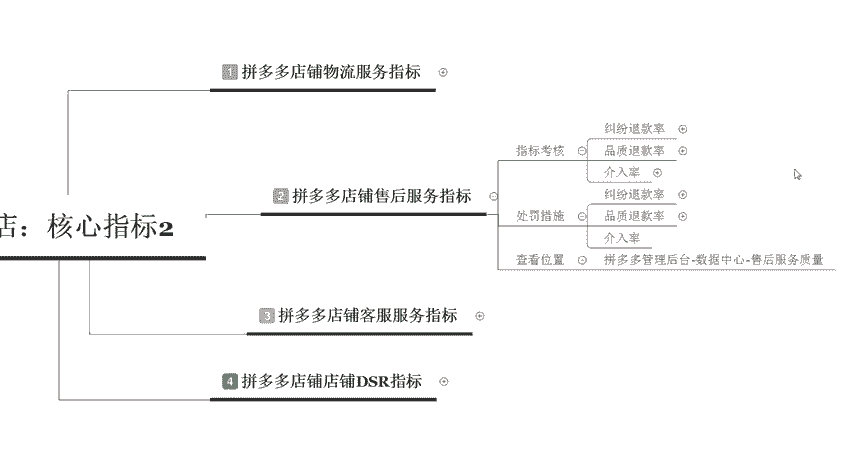 1 拼多多店铺物流服务指标
店：核心指标2
2 拼多多店铺售后服务指标
指标考核
纠纷退款率
品质退款率
介入率
处罚措施
纠纷退款率
品质退款率
介入率
查看位置
拼多多管理后台-数据中心-售后服务质量
3 拼多多店铺客服服务指标
4 拼多多店铺店铺DSR指标